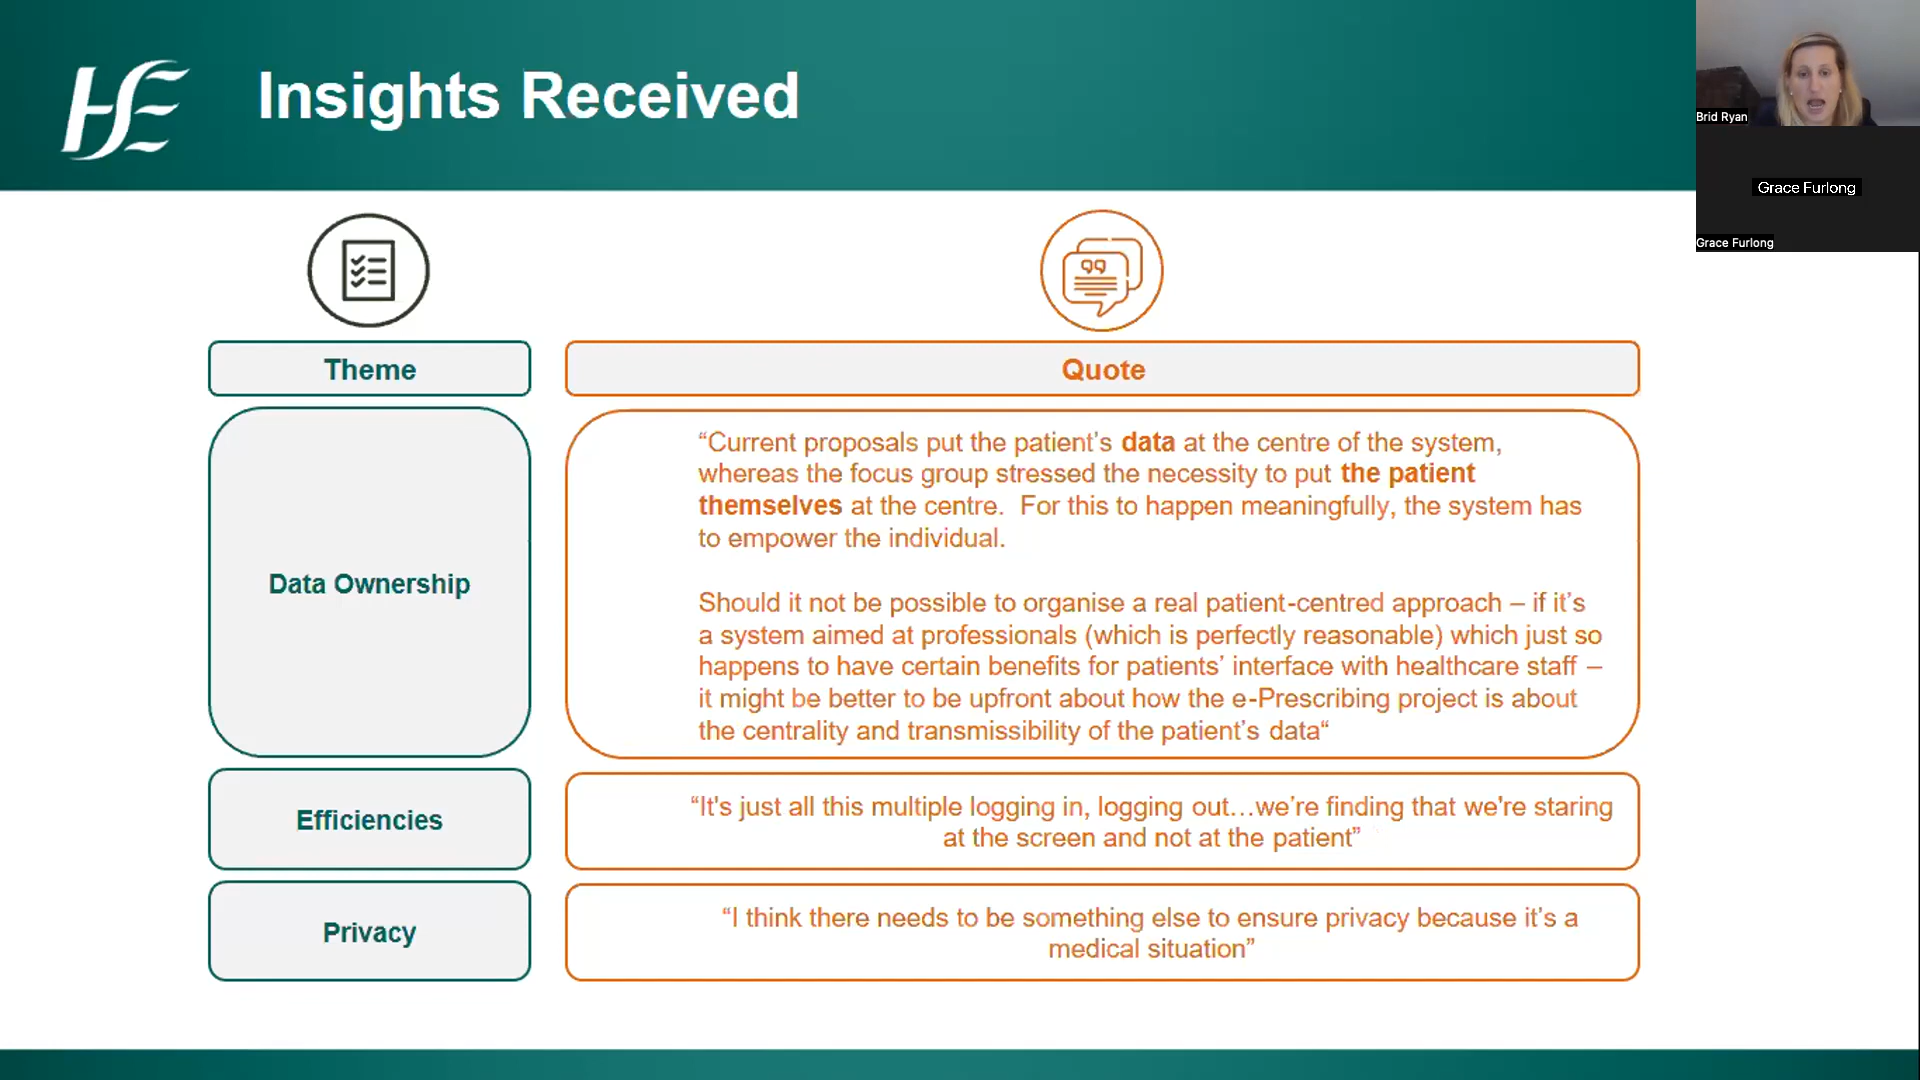 HSE
Insights Received
Brid Ryan
Grace Furlong
Grace Furlong
Theme
Quote
Data Ownership
“Current proposals put the patient’s data at the centre of the system,
whereas the focus group stressed the necessity to put the patient
themselves at the centre.  For this to happen meaningfully, the system has
to empower the individual.
Should it not be possible to organise a real patient-centred approach – if it’s
a system aimed at professionals (which is perfectly reasonable) which just so
happens to have certain benefits for patients’ interface with healthcare staff –
it might be better to be upfront about how the e-Prescribing project is about
the centrality and transmissibility of the patient’s data“
Efficiencies
“It's just all this multiple logging in, logging out…we’re finding that we're staring
at the screen and not at the patient”
Privacy
“I think there needs to be something else to ensure privacy because it’s a
medical situation”